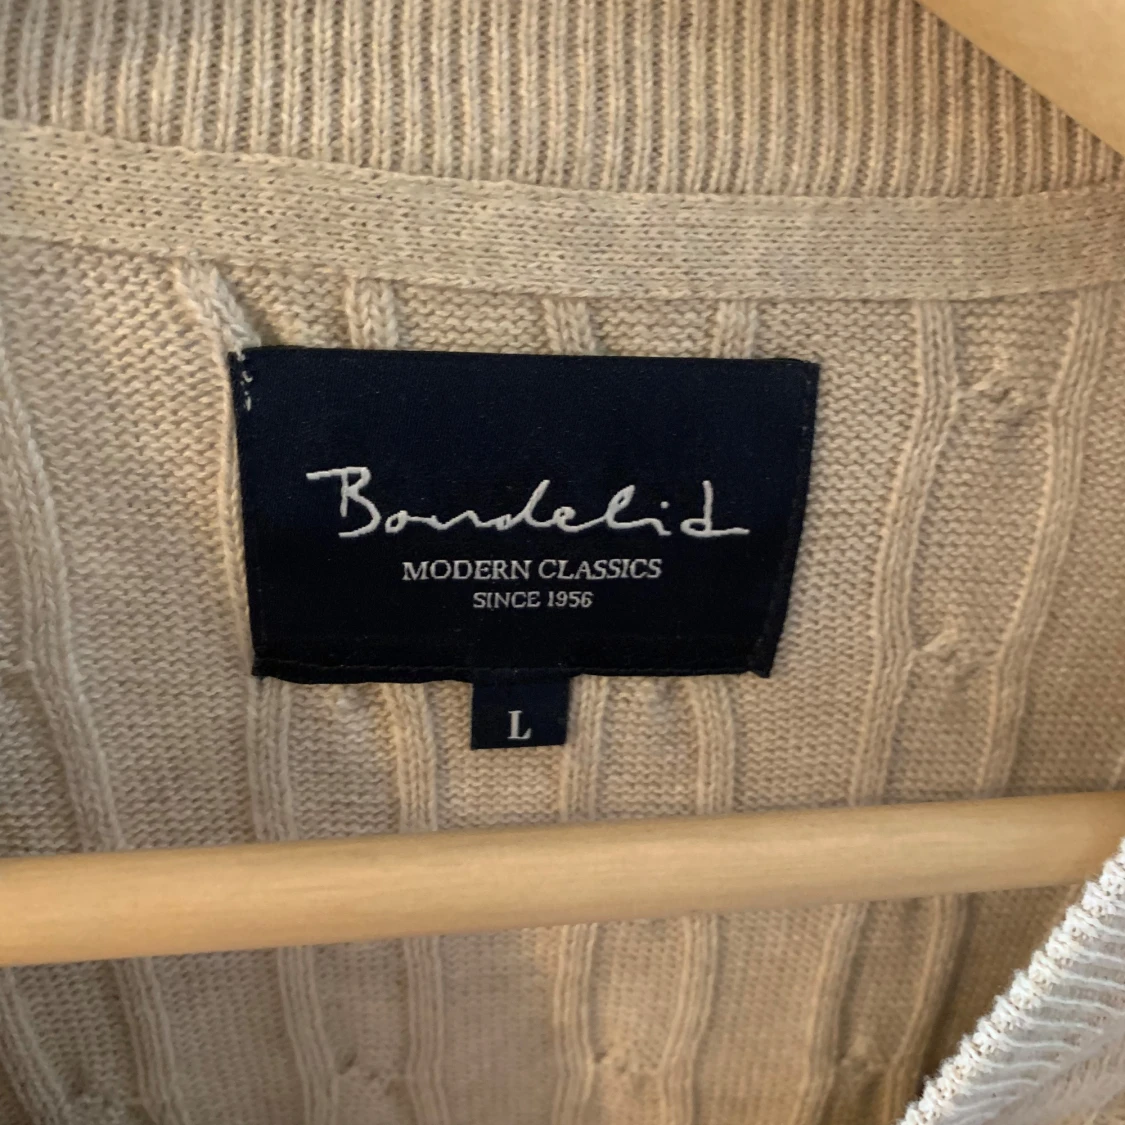 Bondelid
MODERN CLASSICS
SINCE 1956
L